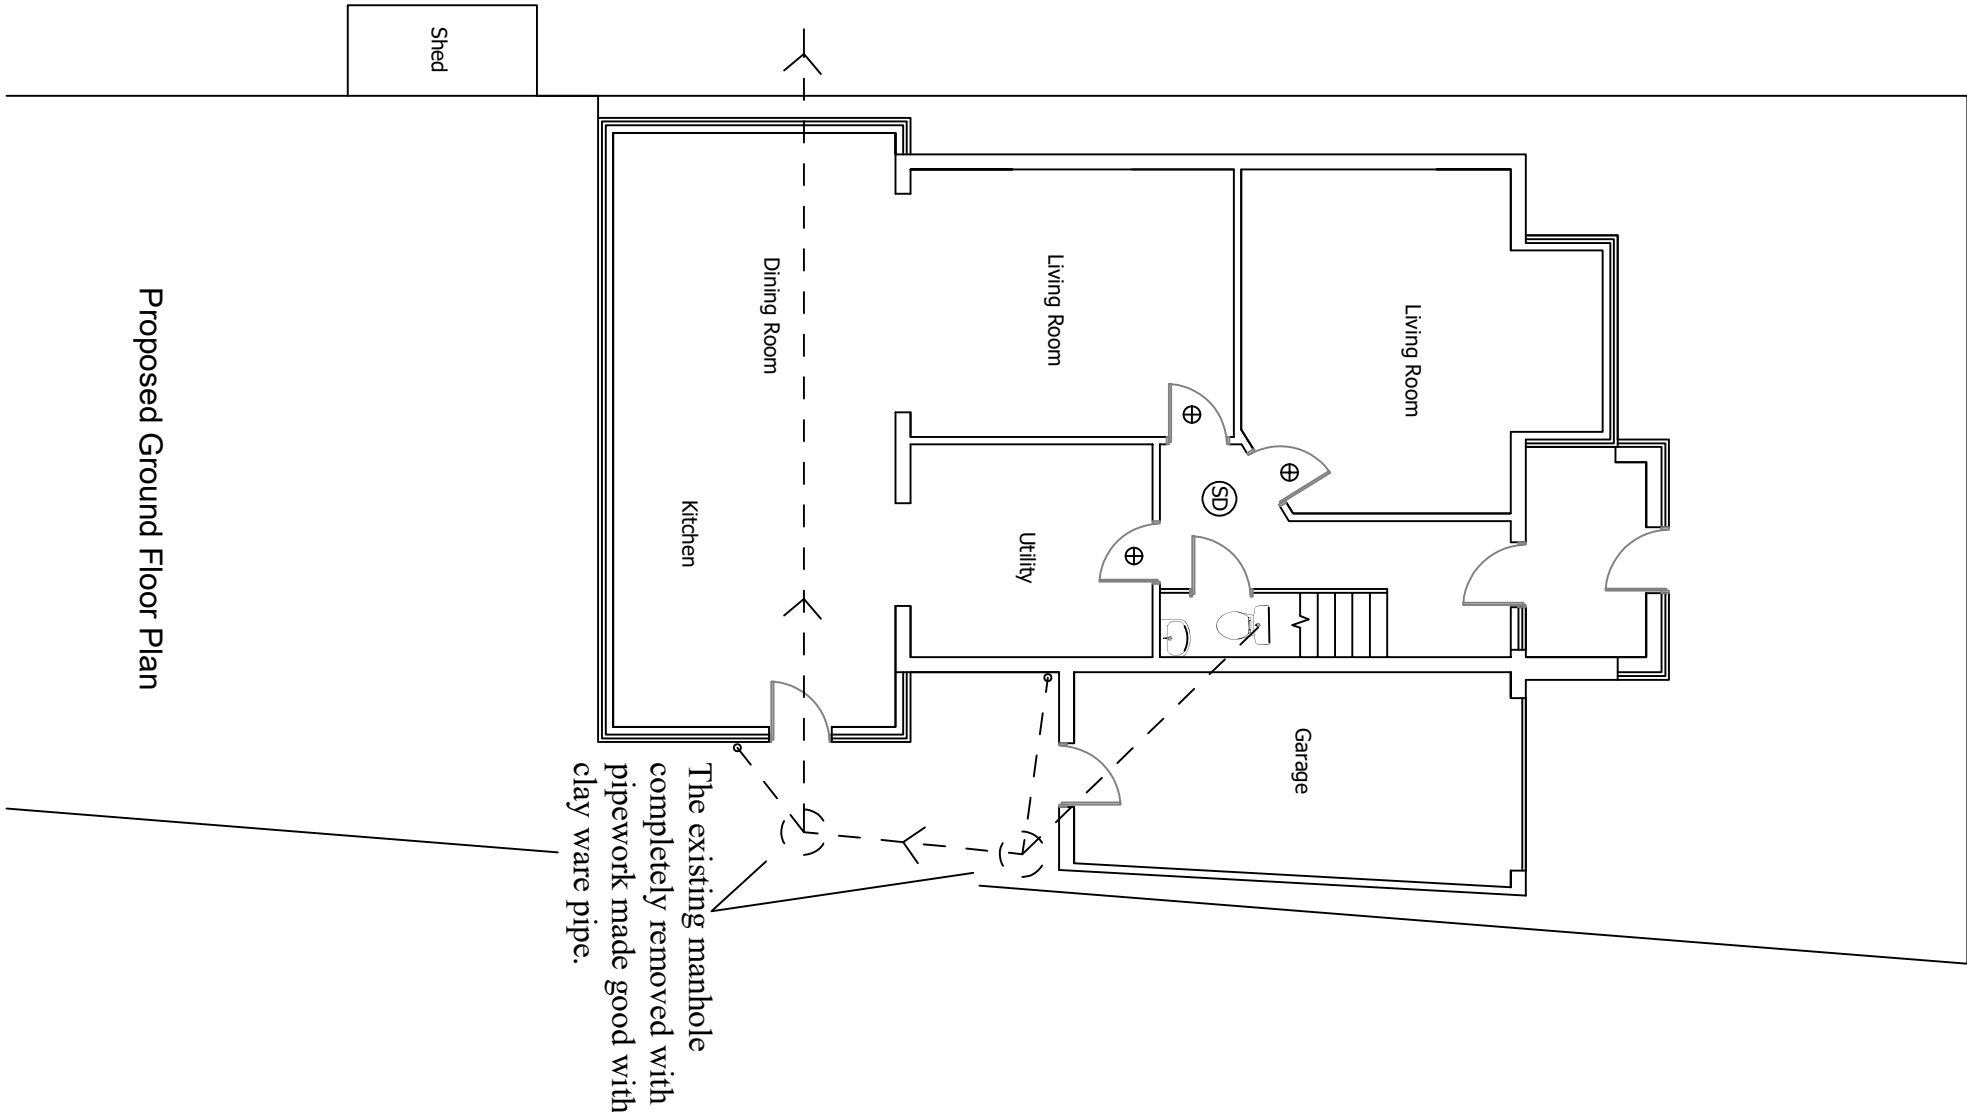 Shed
Living Room
Living Room
Dining Room
SD
Kitchen
Utility
Garage
The existing manhole
completely removed with
pipework made good with
clay ware pipe.
Proposed Ground Floor Plan